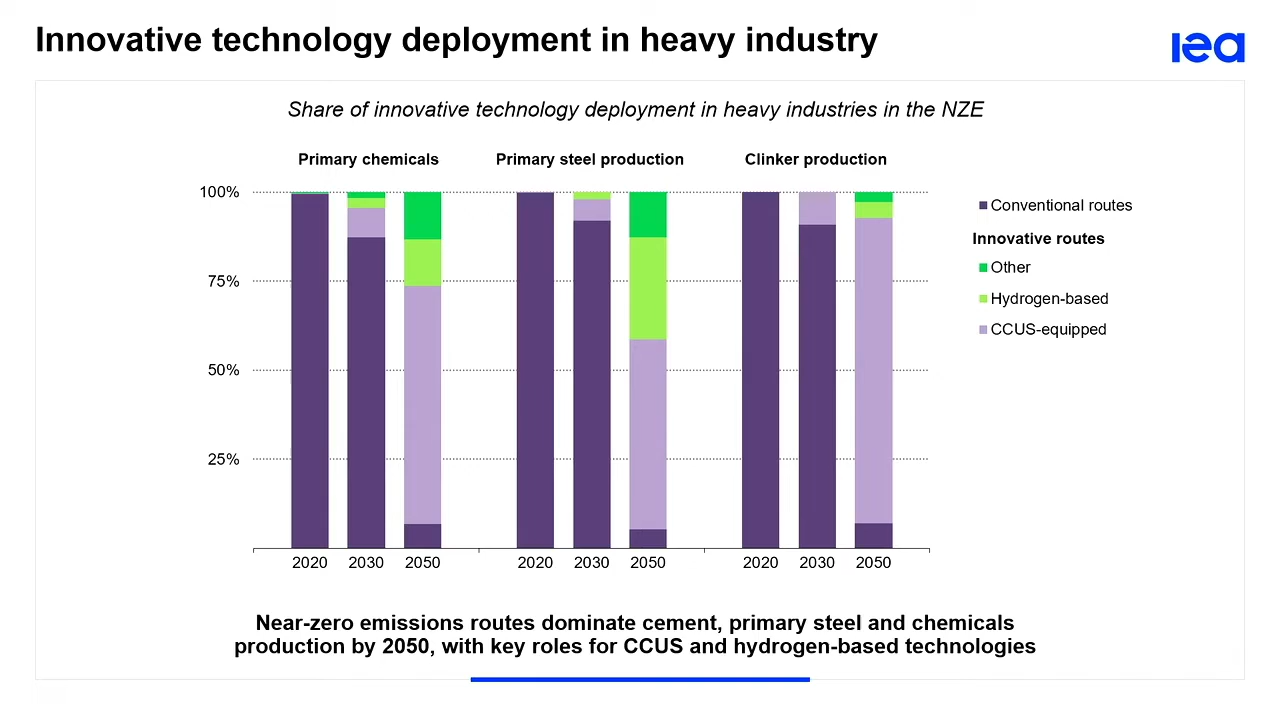 Innovative technology deployment in heavy industry
iea
Share of innovative technology deployment in heavy industries in the NZE
Primary chemicals
Primary steel production
Clinker production
100%
75%
50%
25%
2020 2030 2050
2020 2030 2050
2020 2030 2050
Conventional routes
Innovative routes
Other
Hydrogen-based
CCUS-equipped
Near-zero emissions routes dominate cement, primary steel and chemicals
production by 2050, with key roles for CCUS and hydrogen-based technologies